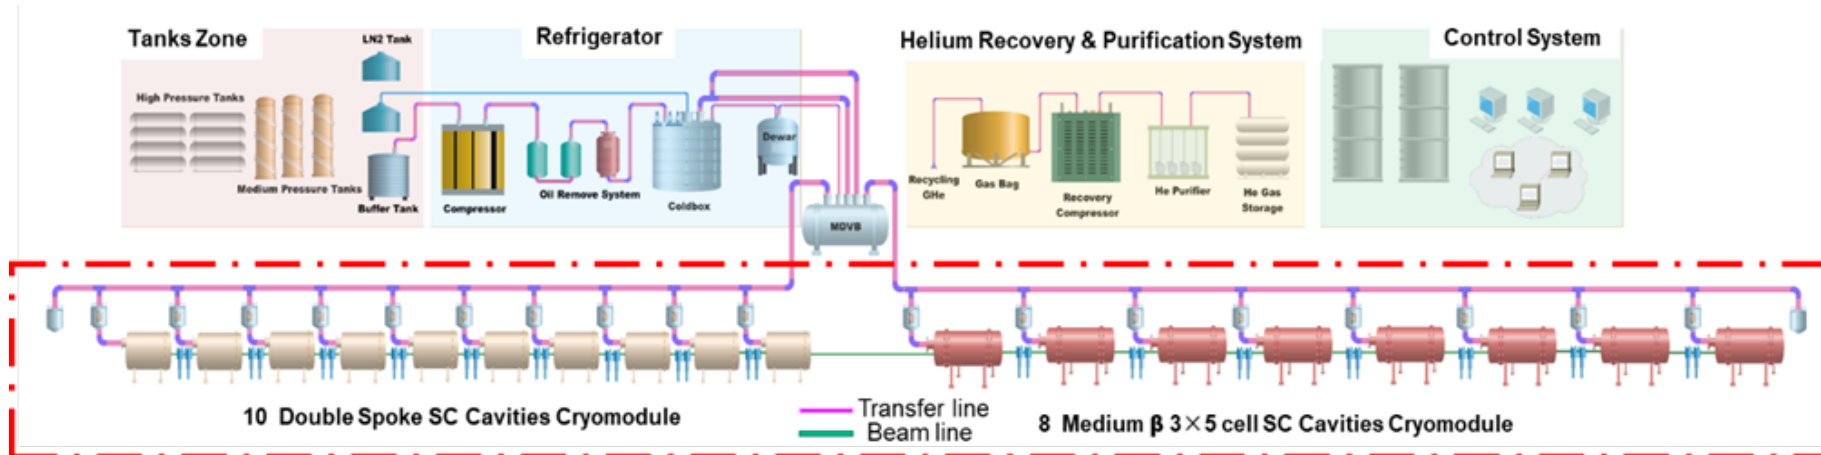 Tanks Zone
LN2 Tank
High Pressure Tanks
Medium Pressure Tanks
Buffer Tank
Refrigerator
Compressor
Oil Remove System
Coldbox
Dewar
MDVB
Helium Recovery & Purification System
Recycling
GHe
Gas Bag
Recovery
Compressor
He Purifier
He Gas
Storage
Control System
10 Double Spoke SC Cavities Cryomodule
Transfer line
Beam line
8 Medium β 3×5 cell SC Cavities Cryomodule